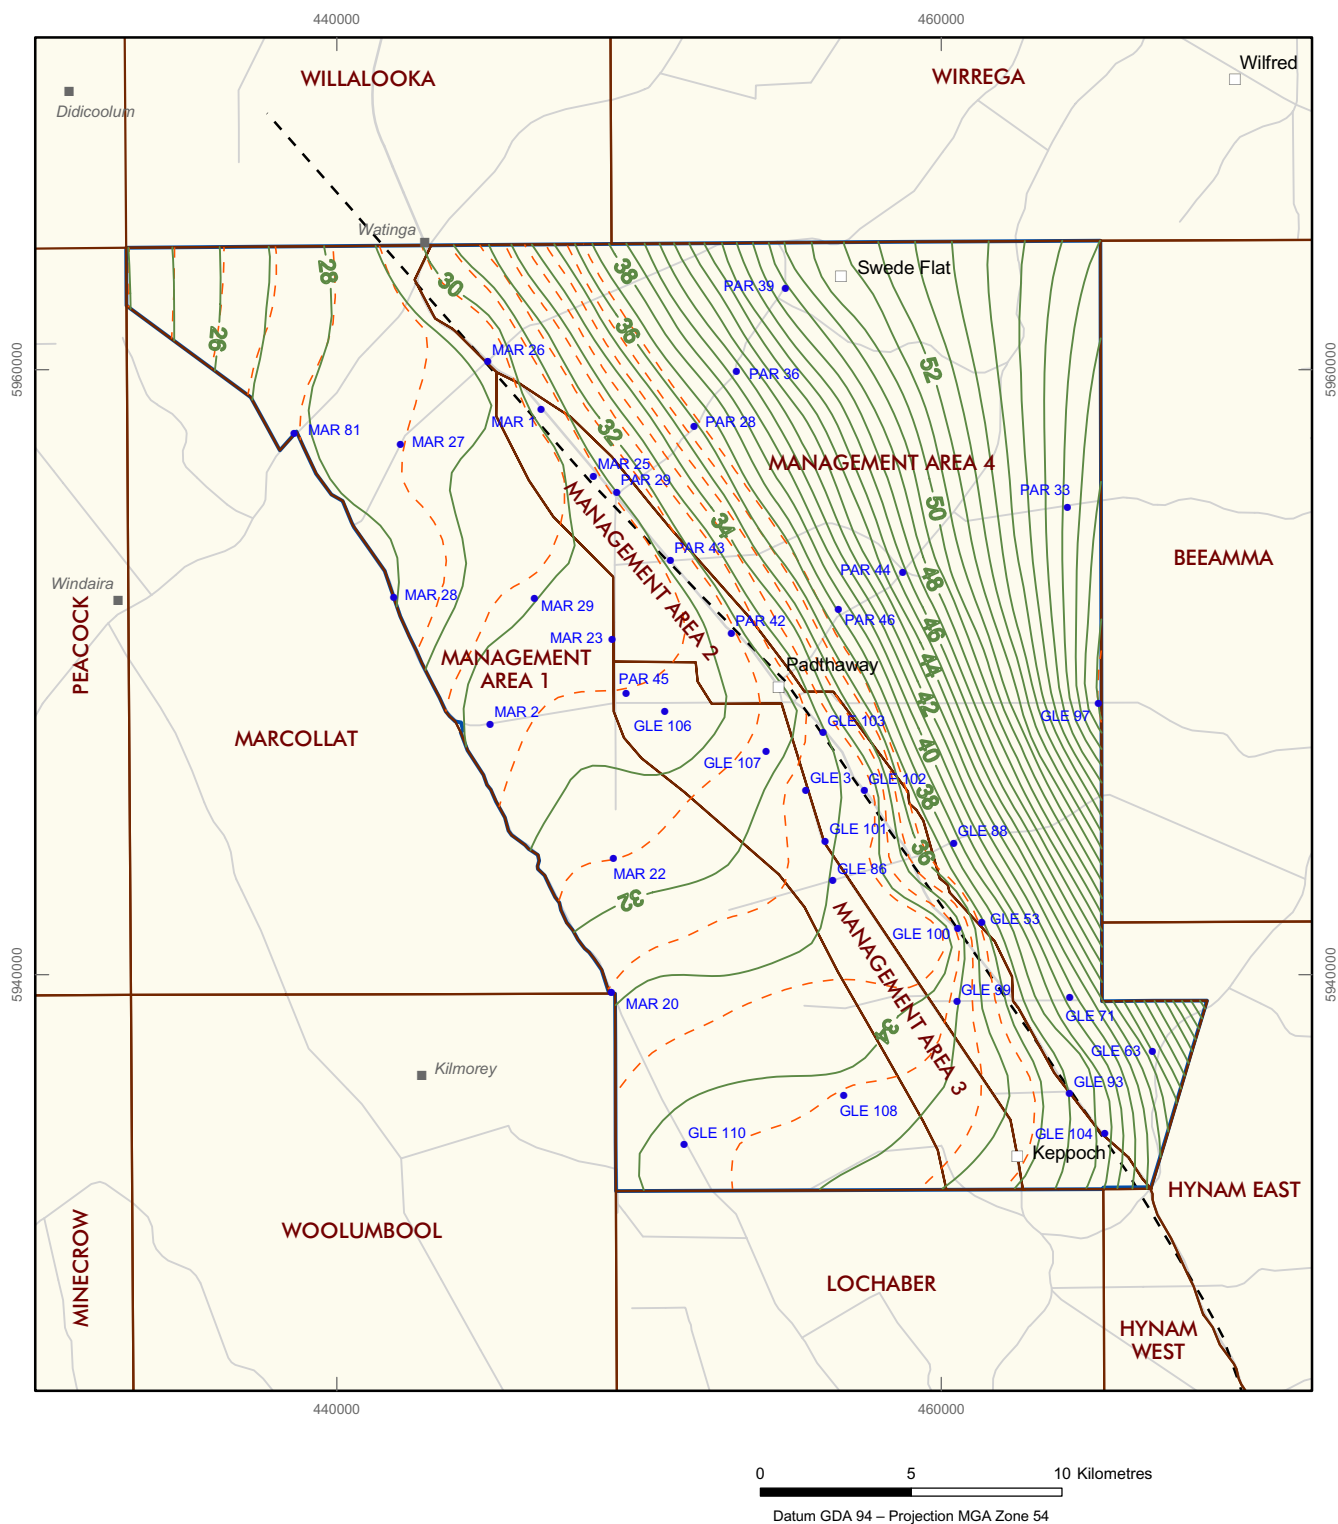 440000
460000
WILLALOOKA
WIRREGA
Wilfred
Didicoolum
Watinga
28
30
38
Swede Flat
PAR 39
26
36
MAR 26
52
5960000
5960000
PAR 36
MAR 1
32
PAR 28
MAR 81
MAR 27
MAR 25
PAR 29
MANAGEMENT AREA 4
PAR 33
50
34
MANAGEMENT AREA 2
PAR 43
PAR 44
48
BEEAMMA
Windaira
PEACOCK
MAR 28
MAR 29
MAR 23
PAR 42
PAR 46
46
MANAGEMENT
AREA 1
Padthaway
44
PAR 45
GLE 106
MAR 2
42
GLE 97
MARCOLLAT
GLE 103
40
GLE 107
GLE 3
GLE 102
38
GLE 101
GLE 88
36
MAR 22
GLE 86
32
MANAGEMENT AREA 3
GLE 53
GLE 100
5940000
5940000
MAR 20
GLE 99
GLE 71
34
GLE 63
Kilmorey
GLE 93
GLE 108
GLE 110
GLE 104
Keppoch
HYNAM EAST
MINECROW
WOOLUMBOOL
LOCHABER
HYNAM
WEST
440000
460000
0 5 10 Kilometres
Datum GDA 94 – Projection MGA Zone 54